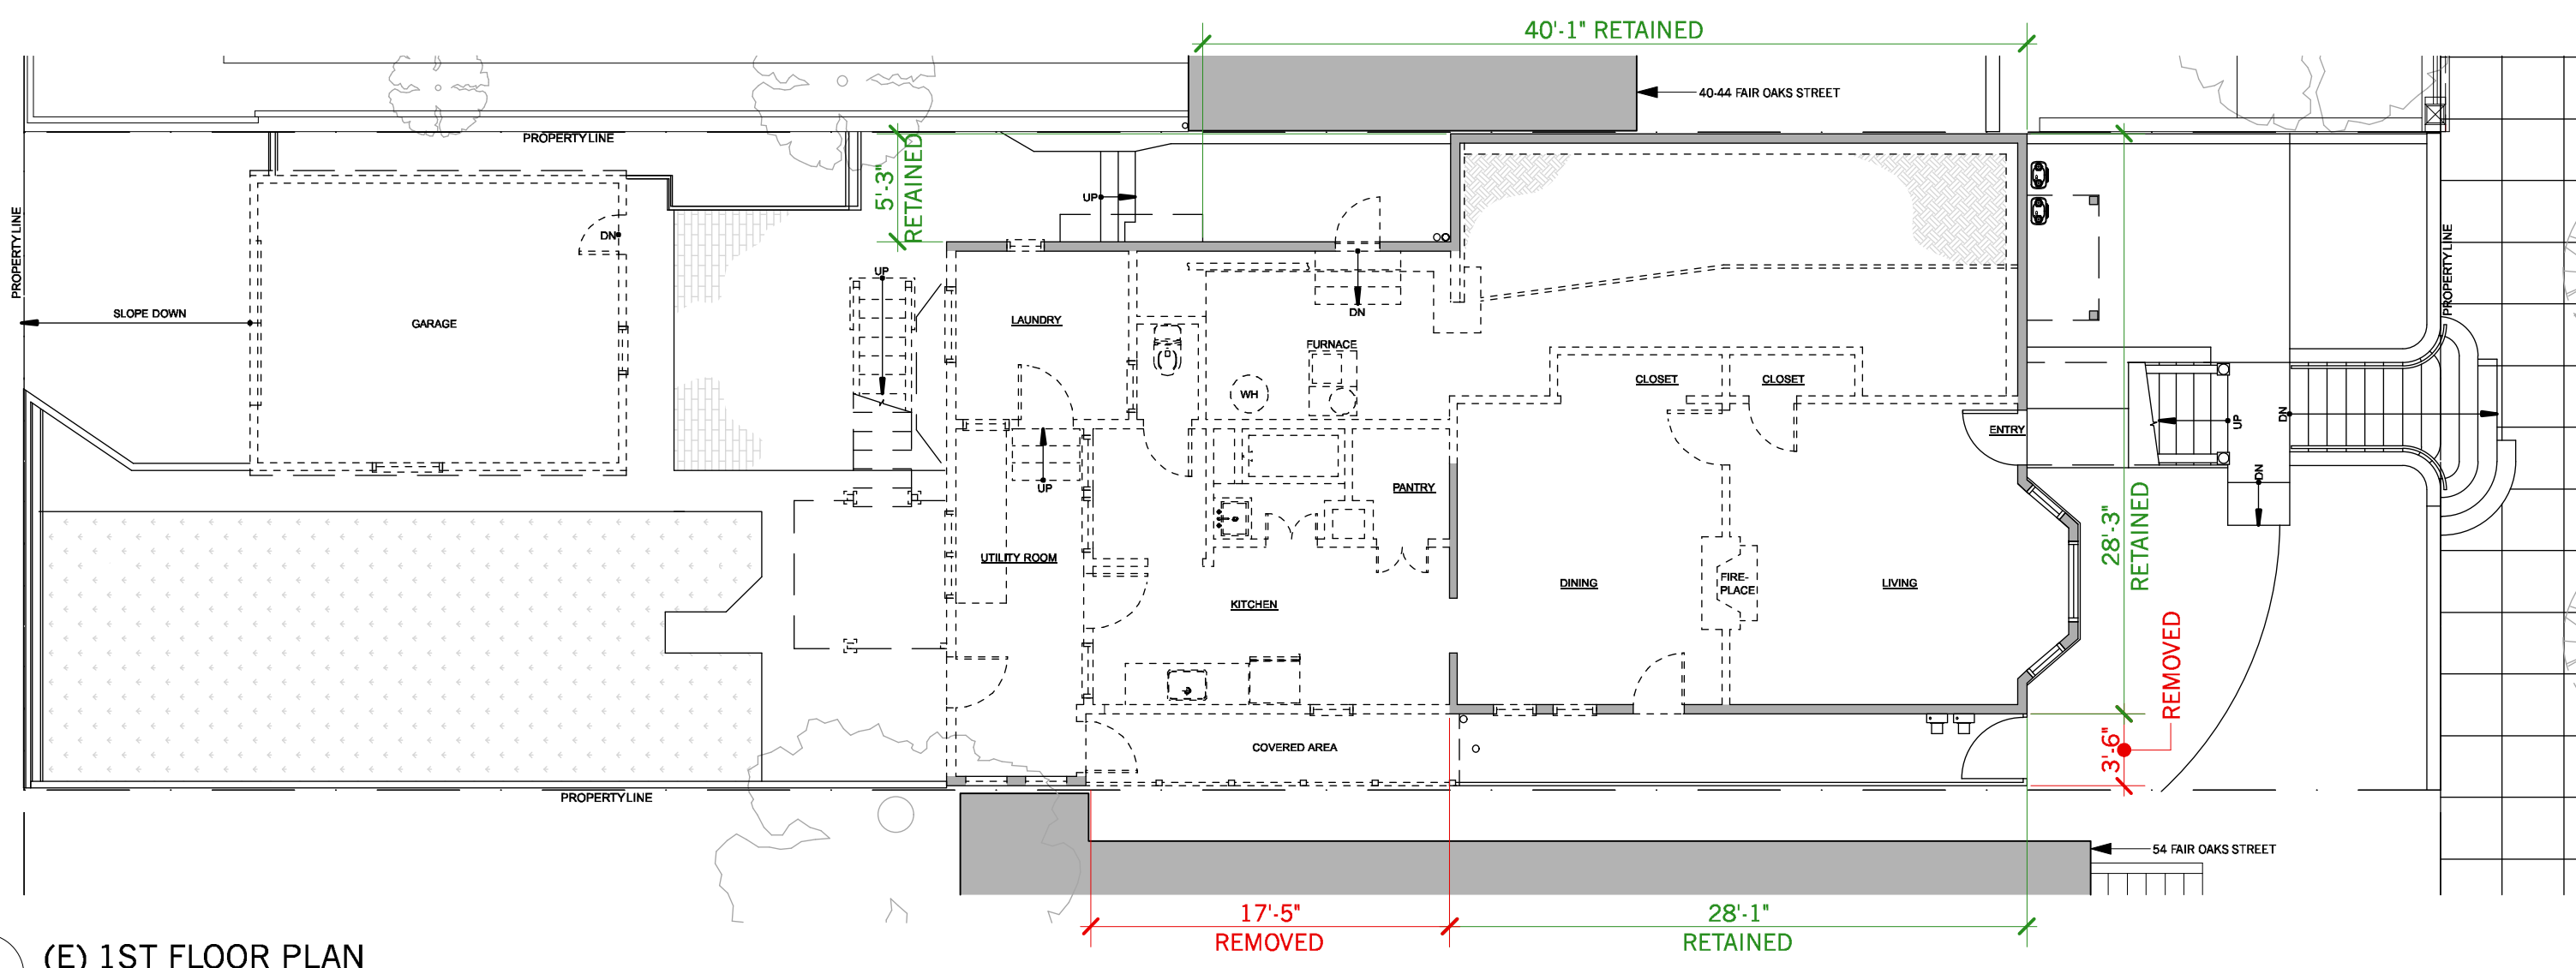 40'-1" RETAINED
40-44 FAIR OAKS STREET
PROPERTY LINE
5'-3"
RETAINED
UP
PROPERTY LINE
DN
UP
SLOPE DOWN
GARAGE
LAUNDRY
DN
FURNACE
WH
CLOSET
CLOSET
PROPERTY LINE
ENTRY
UP
DN
DN
UP
PANTRY
UTILITY ROOM
KITCHEN
DINING
FIRE-
PLACE
LIVING
28'-3"
RETAINED
REMOVED
3'-6"
COVERED AREA
PROPERTY LINE
54 FAIR OAKS STREET
17'-5"
REMOVED
28'-1"
RETAINED
(E) 1ST FLOOR PLAN